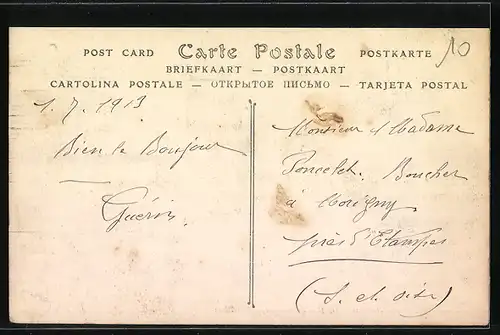 POST CARD Carte Postale POSTKARTE
BRIEFKAART — POSTKAART
CARTOLINA POSTALE — ОТКРЫТОЕ ПИСЬМО — TARJETA POSTAL
10
1. 7. 1913
Bien le Bonjour
Guérin
Monsieur & Madame
Poncelet. Boucher
à Morigny
près d'Etampes
(S. et Oise)